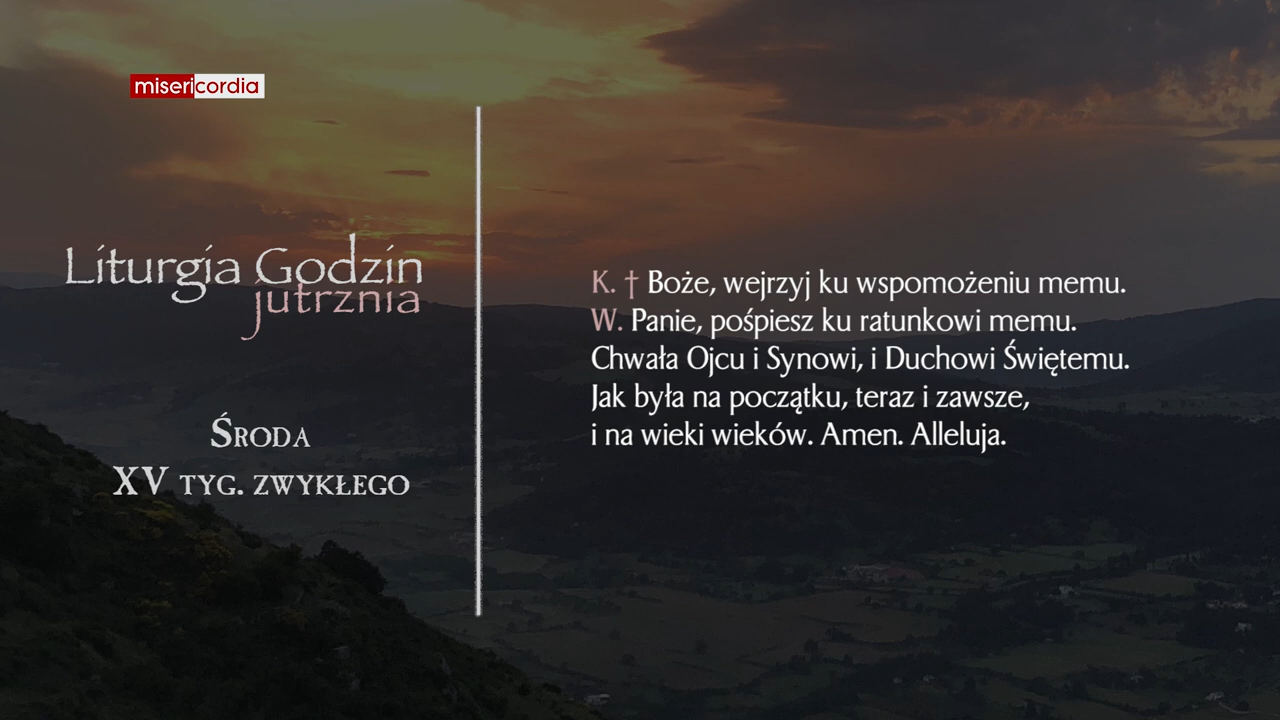 misericordia
Liturgia Godzin
jutrznia
Środa
XV tyg. zwykłego
K. † Boże, wejrzyj ku wspomożeniu memu.
W. Panie, pośpiesz ku ratunkowi memu.
Chwała Ojcu i Synowi, i Duchowi Świętemu.
Jak była na początku, teraz i zawsze,
i na wieki wieków. Amen. Alleluja.